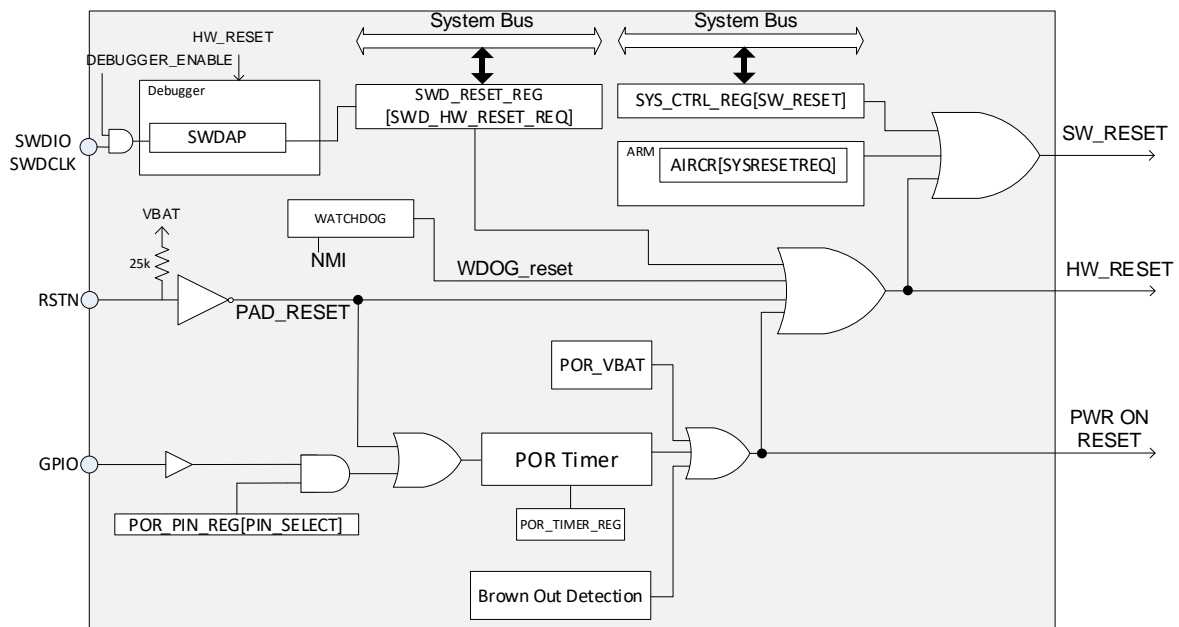 System Bus
System Bus
HW_RESET
DEBUGGER_ENABLE
Debugger
SWDAP
SWD_RESET_REG
[SWD_HW_RESET_REQ]
SYS_CTRL_REG[SW_RESET]
SWDIO
SWDCLK
ARM
AIRCR[SYSRESETREQ]
SW_RESET
VBAT
25k
WATCHDOG
NMI
WDOG_reset
HW_RESET
RSTN
PAD_RESET
POR_VBAT
PWR ON
RESET
GPIO
POR Timer
POR_PIN_REG[PIN_SELECT]
POR_TIMER_REG
Brown Out Detection